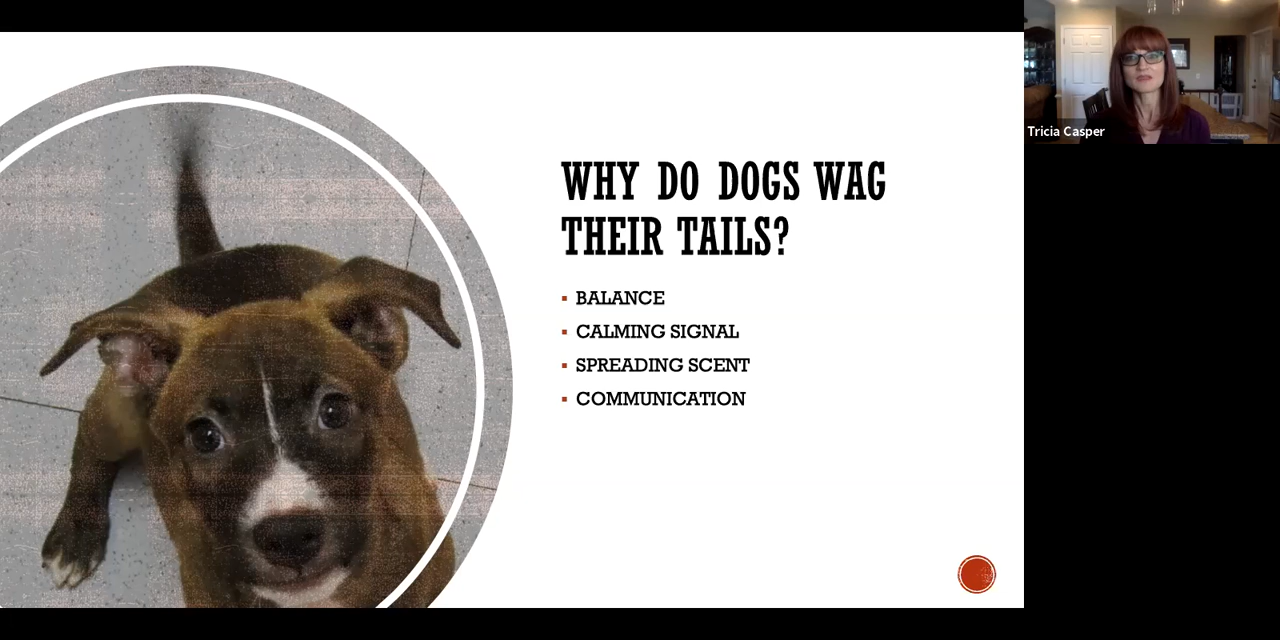 WHY DO DOGS WAG
THEIR TAILS?
BALANCE
CALMING SIGNAL
SPREADING SCENT
COMMUNICATION
Tricia Casper